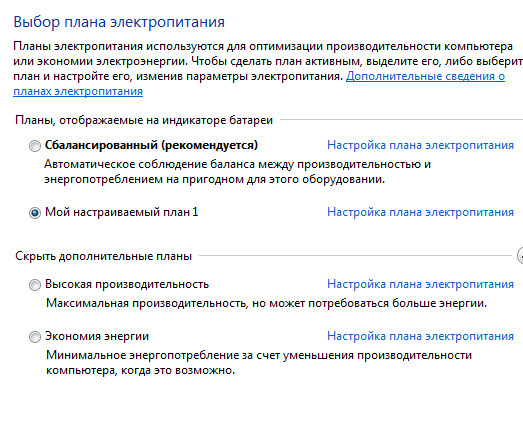 Выбор плана электропитания
Планы электропитания используются для оптимизации производительности компьютера
или экономии электроэнергии. Чтобы сделать план активным, выделите его, либо выберит
план и настройте его, изменив параметры электропитания. Дополнительные сведения о
планах электропитания
Планы, отображаемые на индикаторе батареи
Сбалансированный (рекомендуется) Настройка плана электропитания
Автоматическое соблюдение баланса между производительностью и
энергопотреблением на пригодном для этого оборудовании.
Мой настраиваемый план 1 Настройка плана электропитания
Скрыть дополнительные планы
Высокая производительность Настройка плана электропитания
Максимальная производительность, но может потребоваться больше энергии.
Экономия энергии Настройка плана электропитания
Минимальное энергопотребление за счет уменьшения производительности
компьютера, когда это возможно.